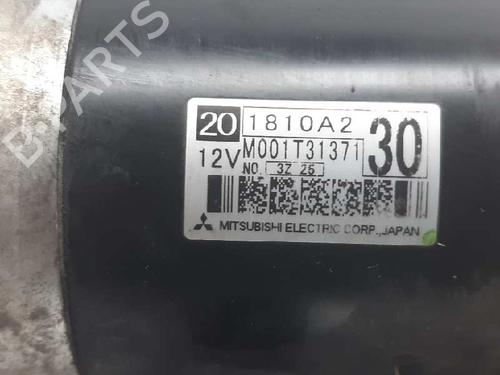 B-PARTS
20 1810A2
12V M001T31371 30
NO. 3Z 25
MITSUBISHI ELECTRIC CORP., JAPAN